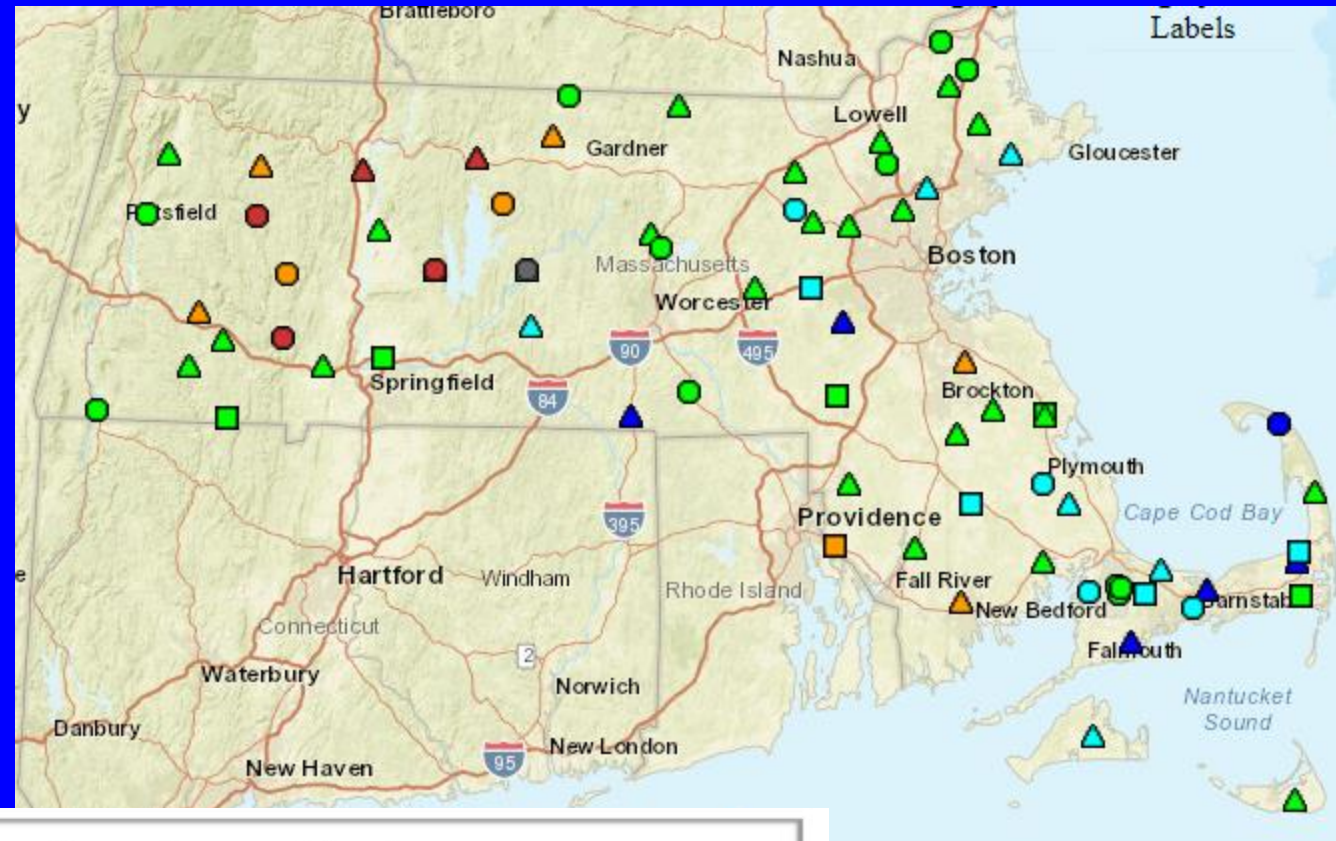 Brattleboro
Labels
Nashua
y
Lowell
Gardner
Gloucester
Massachusetts
Boston
Worcester
90
495
Springfield
84
Brockton
Plymouth
Cape Cod Bay
Providence
395
e
Hartford
Windham
Rhode Island
Fall River
New Bedford
Connecticut
2
Falmouth
Waterbury
Norwich
Nantucket
Sound
Danbury
New London
New Haven
95